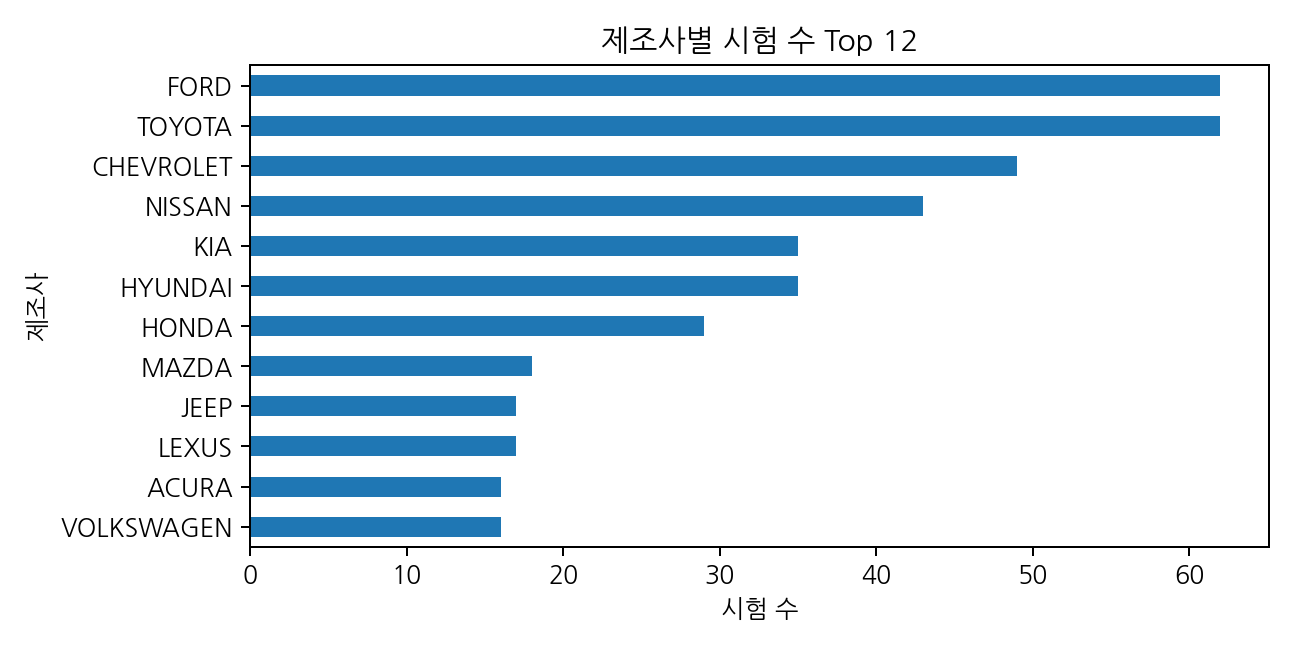 제조사별 시험 수 Top 12
제조사
FORD
TOYOTA
CHEVROLET
NISSAN
KIA
HYUNDAI
HONDA
MAZDA
JEEP
LEXUS
ACURA
VOLKSWAGEN
0 10 20 30 40 50 60
시험 수